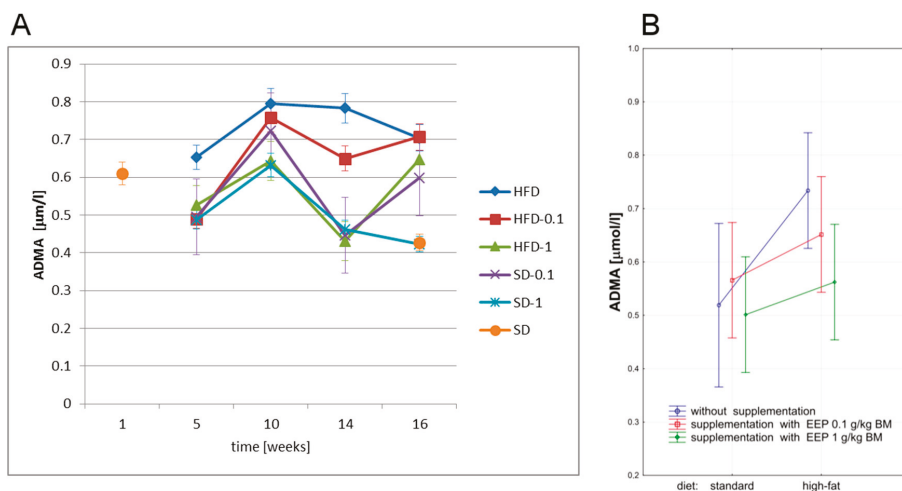 A
ADMA [µm/l]
0.9
0.8
0.7
0.6
0.5
0.4
0.3
0.2
0.1
0
1 5 10 14 16
time [weeks]
HFD
HFD-0.1
HFD-1
SD-0.1
SD-1
SD
B
ADMA [µmol/l]
1.0
0.9
0.8
0.7
0.6
0.5
0.4
0.3
0.2
without supplementation
supplementation with EEP 0.1 g/kg BM
supplementation with EEP 1 g/kg BM
diet: standard high-fat